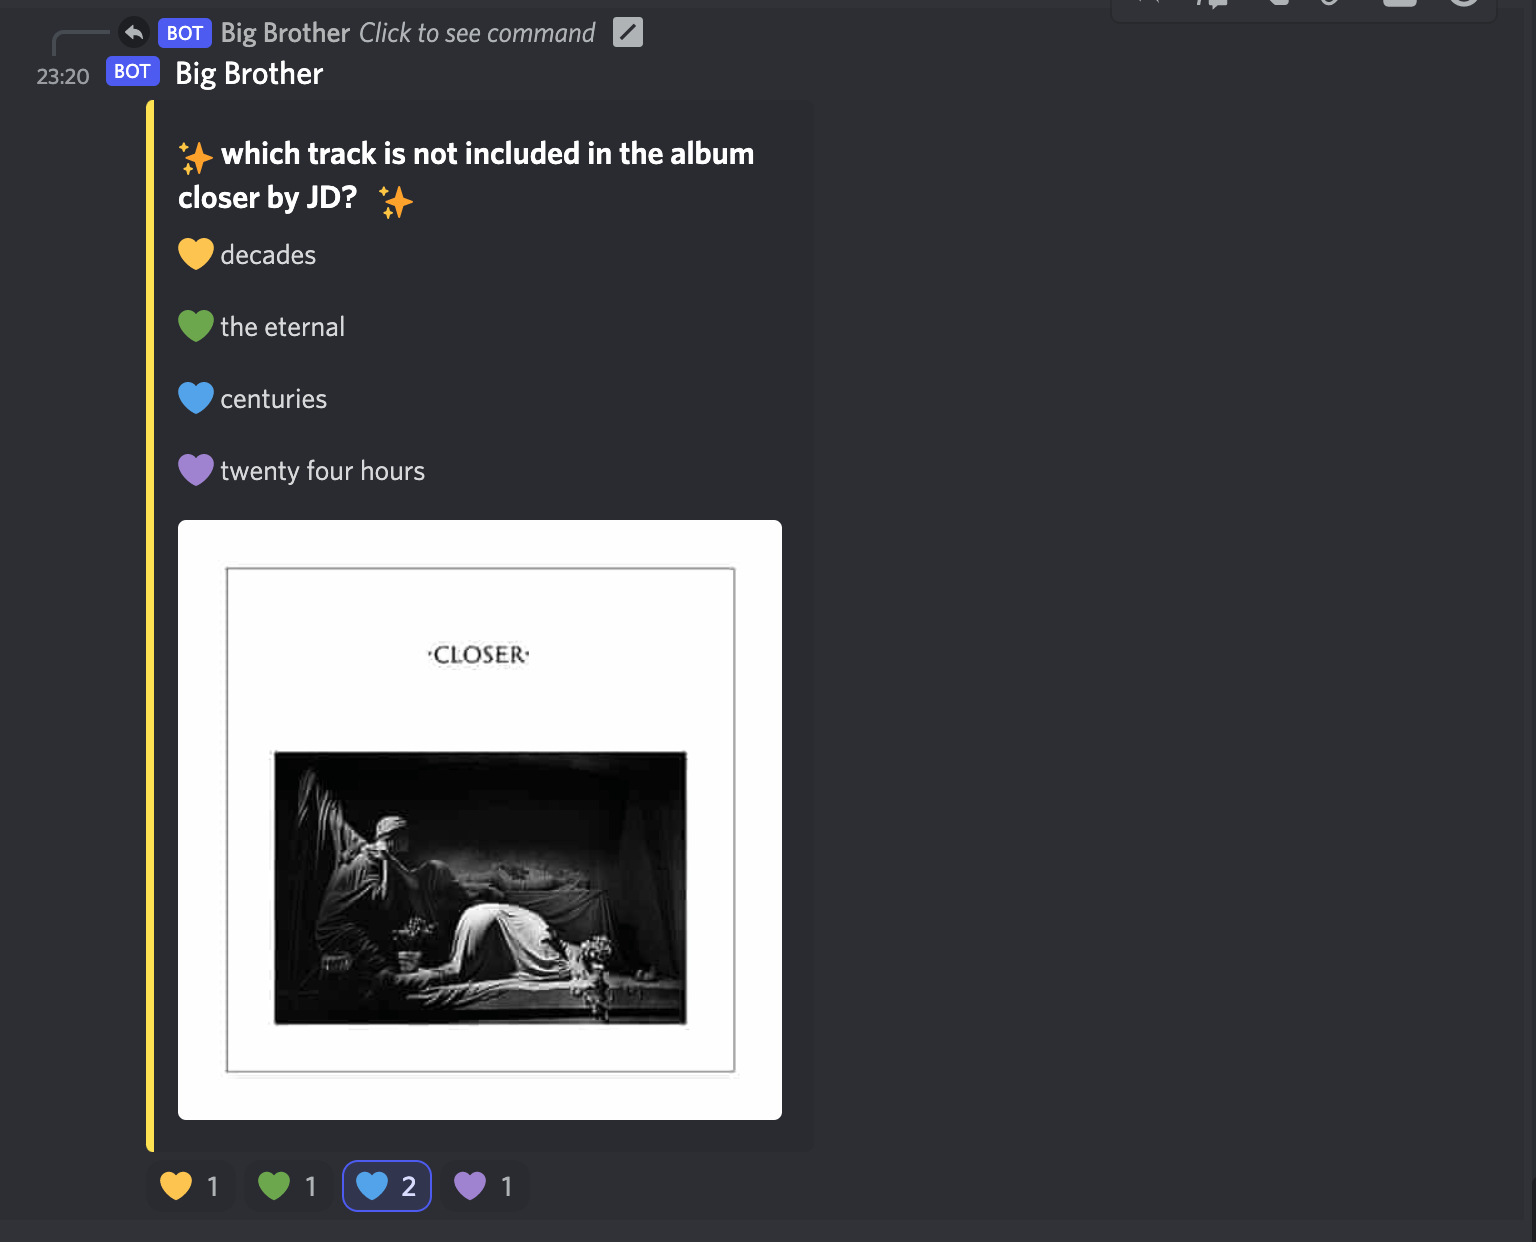 BOT Big Brother Click to see command
23:20 BOT Big Brother
✨ which track is not included in the album
closer by JD? ✨
💛 decades
💚 the eternal
💙 centuries
💜 twenty four hours
·CLOSER·
💛 1 💚 1 💙 2 💜 1